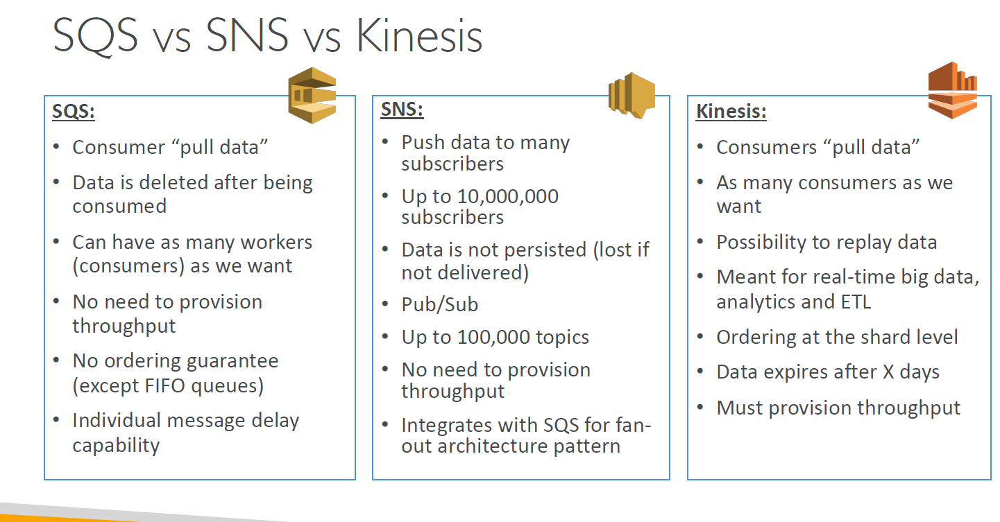 SQS vs SNS vs Kinesis
SQS:
• Consumer “pull data”
• Data is deleted after being
consumed
• Can have as many workers
(consumers) as we want
• No need to provision
throughput
• No ordering guarantee
(except FIFO queues)
• Individual message delay
capability
SNS:
• Push data to many
subscribers
• Up to 10,000,000
subscribers
• Data is not persisted (lost if
not delivered)
• Pub/Sub
• Up to 100,000 topics
• No need to provision
throughput
• Integrates with SQS for fan-
out architecture pattern
Kinesis:
• Consumers “pull data”
• As many consumers as we
want
• Possibility to replay data
• Meant for real-time big data,
analytics and ETL
• Ordering at the shard level
• Data expires after X days
• Must provision throughput